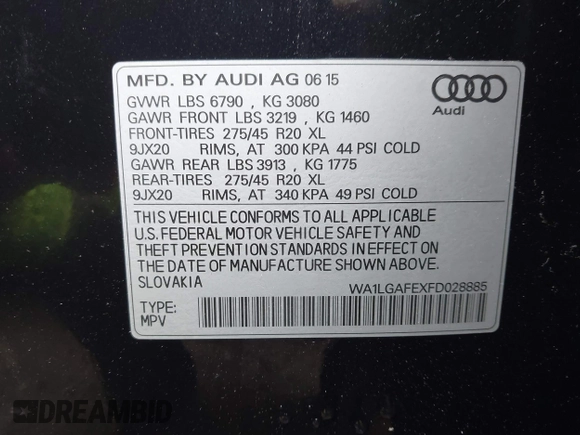 MFD. BY AUDI AG 06 15
GVWR LBS 6790 , KG 3080
GAWR FRONT LBS 3219 , KG 1460
FRONT-TIRES 275/45 R20 XL
9JX20 RIMS, AT 300 KPA 44 PSI COLD
GAWR REAR LBS 3913 , KG 1775
REAR-TIRES 275/45 R20 XL
9JX20 RIMS, AT 340 KPA 49 PSI COLD
Audi
THIS VEHICLE CONFORMS TO ALL APPLICABLE
U.S. FEDERAL MOTOR VEHICLE SAFETY AND
THEFT PREVENTION STANDARDS IN EFFECT ON
THE DATE OF MANUFACTURE SHOWN ABOVE.
SLOVAKIA
WA1LGAFEXFD028885
TYPE:
MPV
DREAMBID